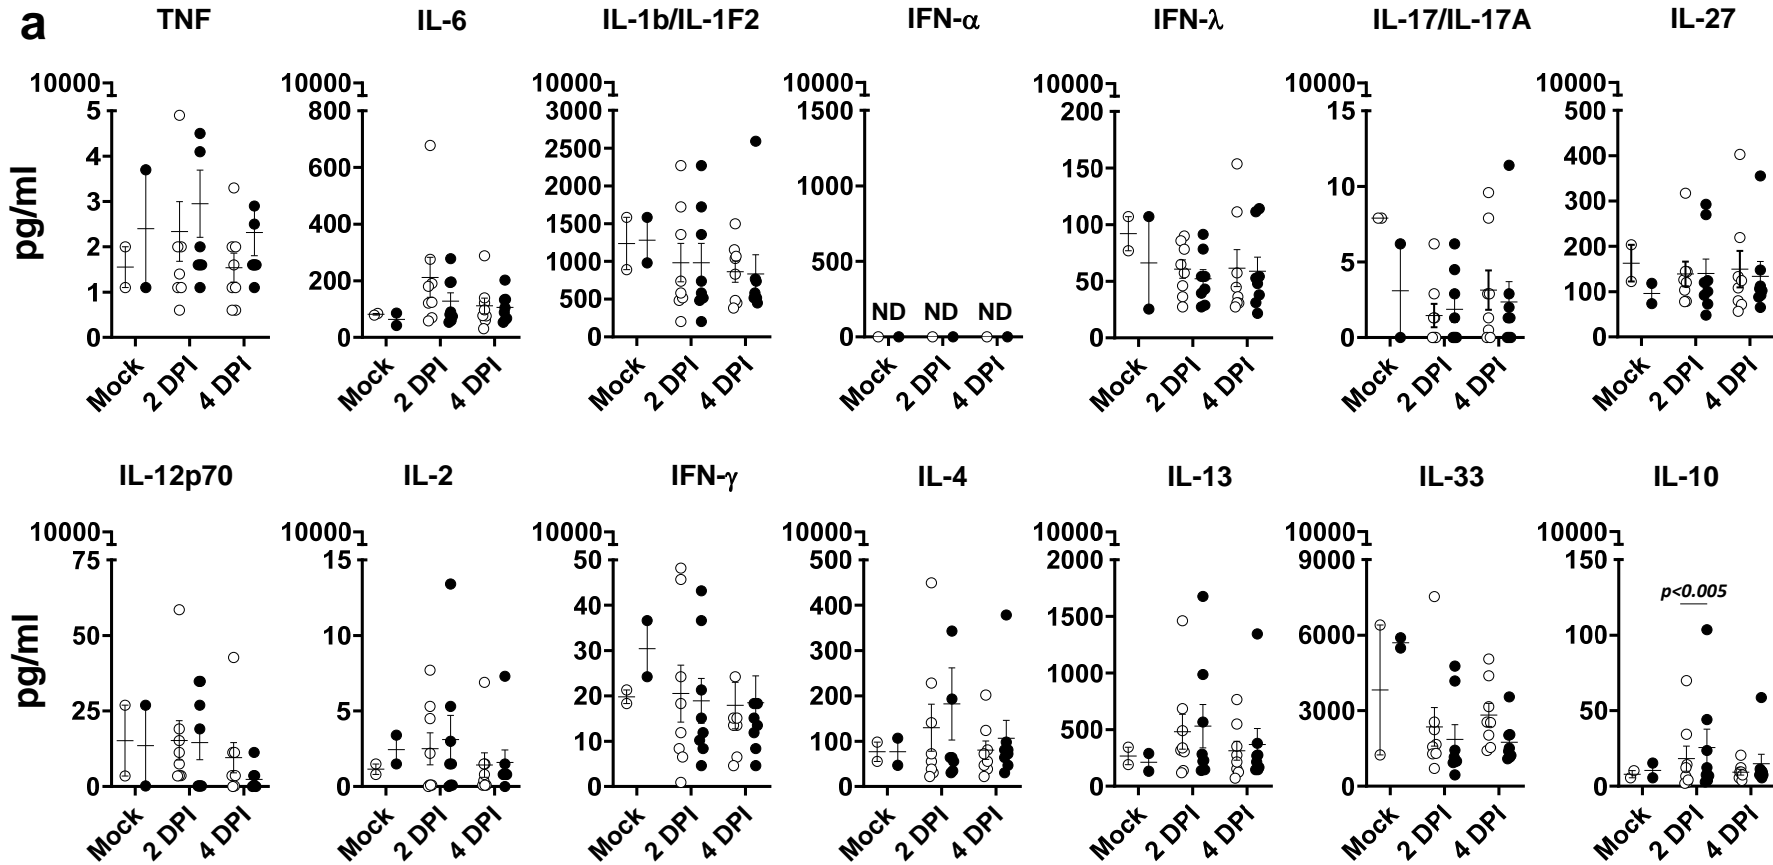 a
TNF
IL-6
IL-1b/IL-1F2
IFN-α
IFN-λ
IL-17/IL-17A
IL-27
10000 10000 10000 10000 10000 10000 10000
5 800 3000 1500 200 15 500
4 600 2500 1000 150 10 400
3 400 2000 500 100 5 300
2 200 1500 0 50 0 200
1 0 1000 0 100
0 500 0
0
pg/ml
ND ND ND
Mock 2 DPI 4 DPI
Mock 2 DPI 4 DPI
Mock 2 DPI 4 DPI
Mock 2 DPI 4 DPI
Mock 2 DPI 4 DPI
Mock 2 DPI 4 DPI
Mock 2 DPI 4 DPI
IL-12p70
IL-2
IFN-γ
IL-4
IL-13
IL-33
IL-10
10000 10000 10000 10000 10000 10000 10000
75 15 50 500 2000 9000 150
50 10 40 400 1500 6000 100
25 5 30 300 1000 3000 50
0 0 20 200 500 0 0
10 100 0
0 0
pg/ml
p<0.005
Mock 2 DPI 4 DPI
Mock 2 DPI 4 DPI
Mock 2 DPI 4 DPI
Mock 2 DPI 4 DPI
Mock 2 DPI 4 DPI
Mock 2 DPI 4 DPI
Mock 2 DPI 4 DPI